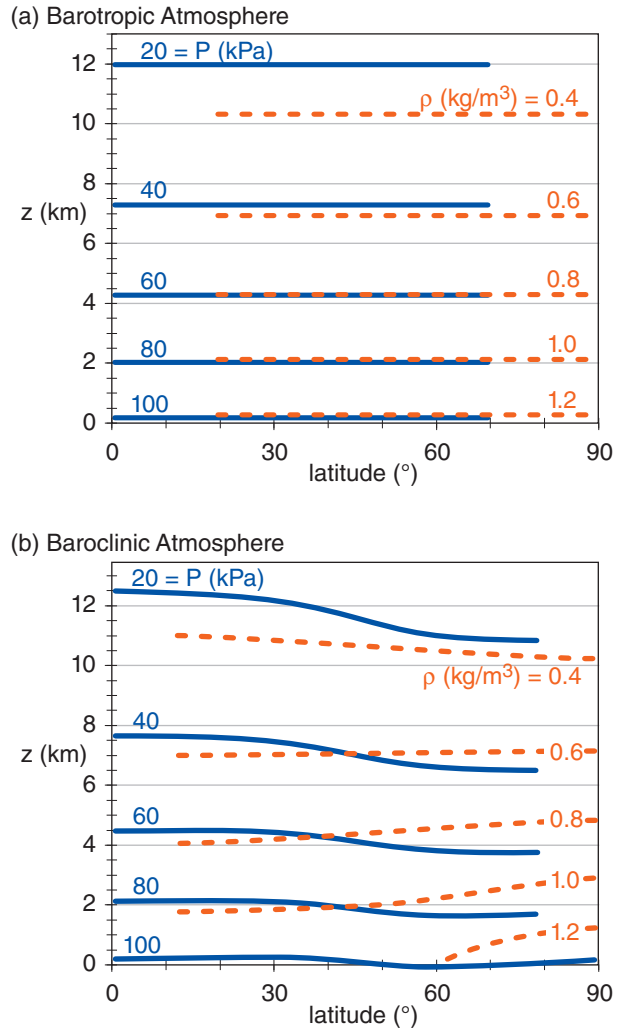 (a) Barotropic Atmosphere
20 = P (kPa)
12
ρ (kg/m³) = 0.4
10
8
40
0.6
z (km)
6
60
0.8
4
80
1.0
2
100
1.2
0
0 30 60 90
latitude (°)
(b) Baroclinic Atmosphere
20 = P (kPa)
12
10
ρ (kg/m³) = 0.4
8
40
z (km)
0.6
6
60
0.8
4
80
1.0
2
100
1.2
0
0 30 60 90
latitude (°)